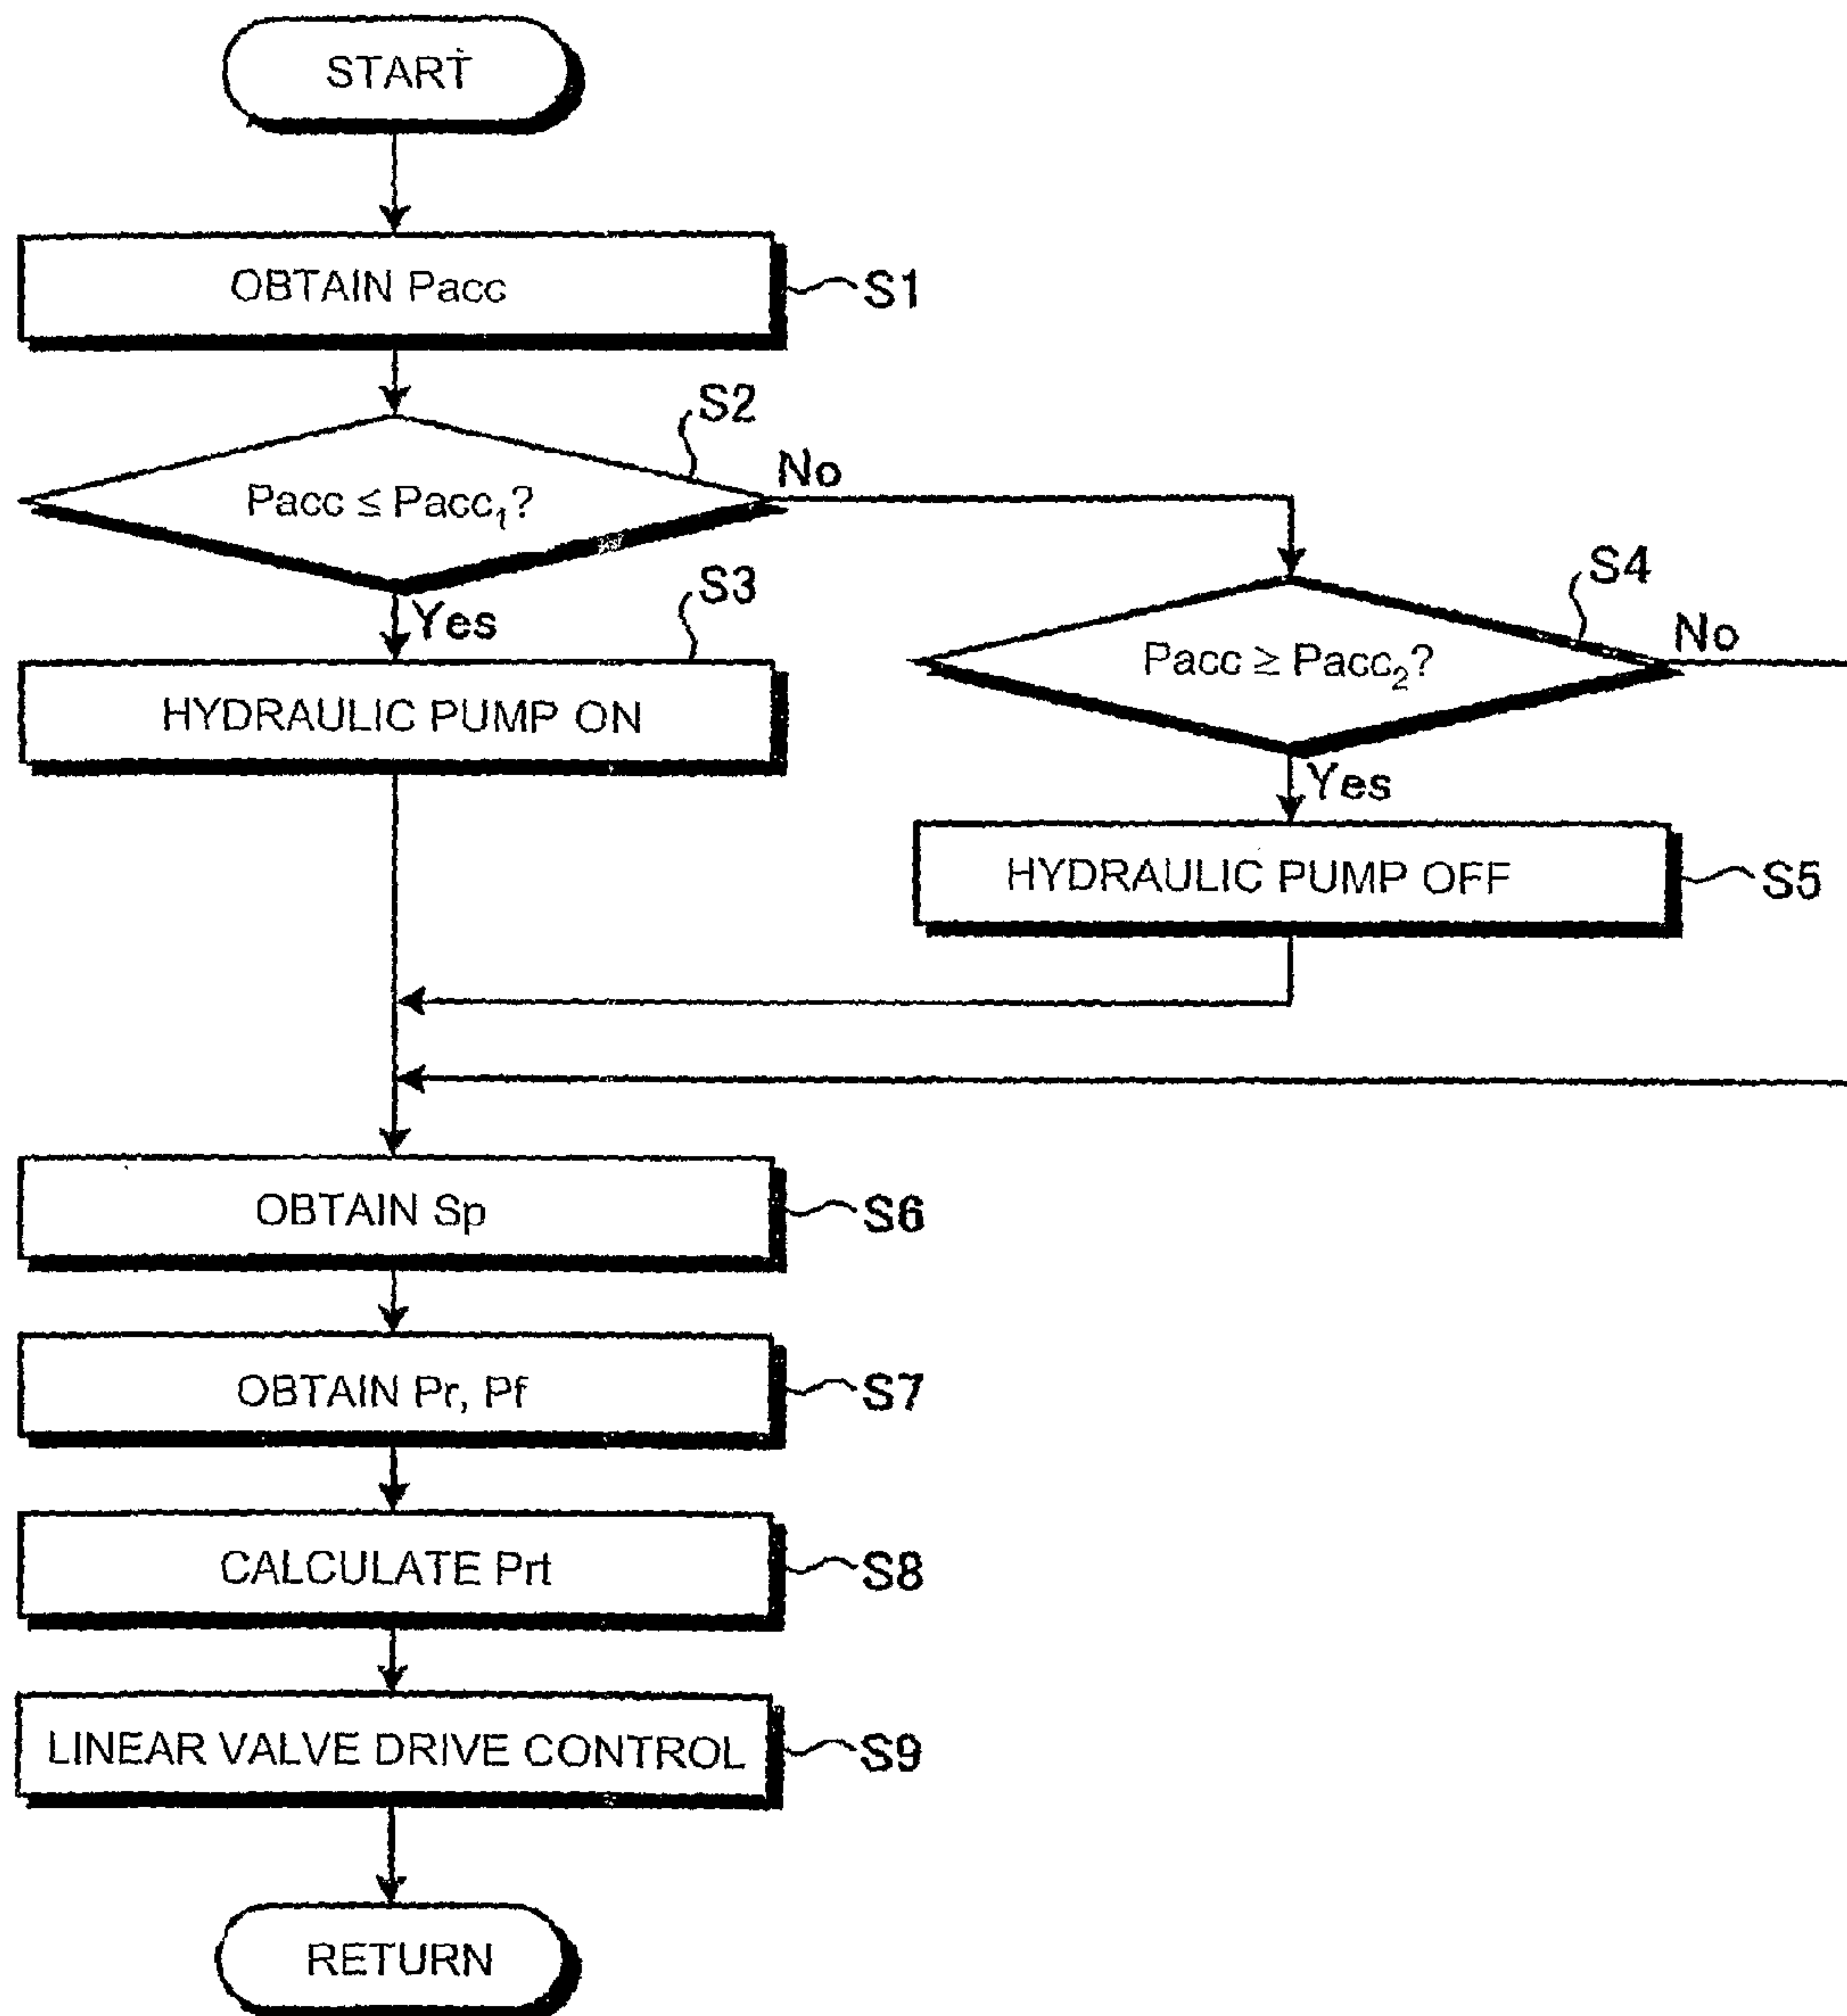 START
OBTAIN Pacc
S1
S2
Pacc ≤ Pacc₁?
No
Yes
S3
HYDRAULIC PUMP ON
S4
Pacc ≥ Pacc₂?
No
Yes
HYDRAULIC PUMP OFF
S5
OBTAIN Sp
S6
OBTAIN Pr, Pf
S7
CALCULATE Prt
S8
LINEAR VALVE DRIVE CONTROL
S9
RETURN